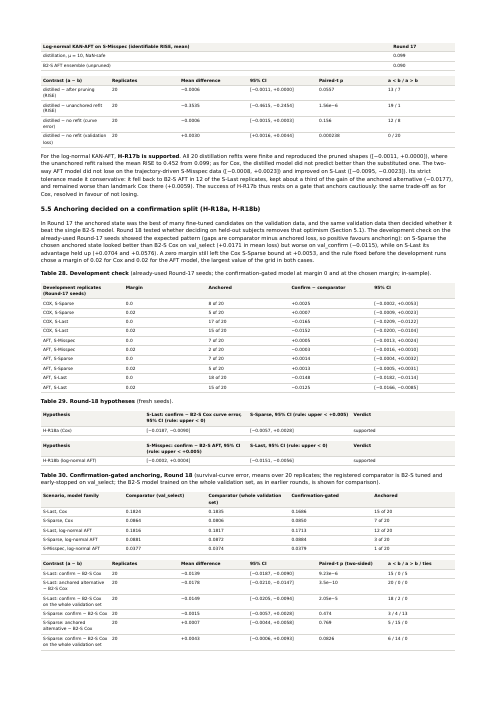 Log-normal KAN-AFT on S-Misspec (identifiable RISE, mean) Round 17
distillation, μ = 10, NaN-safe 0.099
B2-S AFT ensemble (unpruned) 0.090
Contrast (a − b) Replicates Mean difference 95% CI Paired-t p a < b / a > b
distilled − after pruning (RISE) 20 −0.0006 [−0.0011, +0.0000] 0.0557 13 / 7
distilled − unanchored refit (RISE) 20 −0.3535 [−0.4615, −0.2454] 1.56e−6 19 / 1
distilled − no refit (curve error) 20 −0.0006 [−0.0015, +0.0003] 0.156 12 / 8
distilled − no refit (validation loss) 20 +0.0030 [+0.0016, +0.0044] 0.000238 0 / 20
For the log-normal KAN-AFT, H-R17b is supported. All 20 distillation refits were finite and reproduced the pruned shapes ([−0.0011, +0.0000]), where
the unanchored refit raised the mean RISE to 0.452 from 0.099; as for Cox, the distilled model did not predict better than the substituted one. The two-
way AFT model did not lose on the trajectory-driven S-Misspec data ([−0.0008, +0.0023]) and improved on S-Last ([−0.0095, −0.0023]). Its strict
tolerance made it conservative: it fell back to B2-S AFT in 12 of the S-Last replicates, kept about a third of the gain of the anchored alternative (−0.0177),
and remained worse than landmark Cox there (+0.0059). The success of H-R17b thus rests on a gate that anchors cautiously: the same trade-off as for
Cox, resolved in favour of not losing.
5.5 Anchoring decided on a confirmation split (H-R18a, H-R18b)
In Round 17 the anchored state was the best of many fine-tuned candidates on the validation data, and the same validation data then decided whether it
beat the single B2-S model. Round 18 tested whether deciding on held-out subjects removes that optimism (Section 5.1). The development check on the
already-used Round-17 seeds showed the expected pattern (gaps are comparator minus anchored loss, so positive favours anchoring): on S-Sparse the
chosen anchored state looked better than B2-S Cox on val_select (+0.0171 in mean loss) but worse on val_confirm (−0.0115), while on S-Last its
advantage held up (+0.0704 and +0.0576). A zero margin still left the Cox S-Sparse bound at +0.0053, and the rule fixed before the development runs
chose a margin of 0.02 for Cox and 0.02 for the AFT model, the largest value of the grid in both cases.
Table 28. Development check (already-used Round-17 seeds; the confirmation-gated model at margin 0 and at the chosen margin; in-sample).
Development replicates (Round-17 seeds) Margin Anchored Confirm − comparator 95% CI
COX, S-Sparse 0.0 8 of 20 +0.0025 [−0.0002, +0.0053]
COX, S-Sparse 0.02 5 of 20 +0.0007 [−0.0009, +0.0023]
COX, S-Last 0.0 17 of 20 −0.0165 [−0.0209, −0.0122]
COX, S-Last 0.02 15 of 20 −0.0152 [−0.0200, −0.0104]
AFT, S-Misspec 0.0 7 of 20 +0.0005 [−0.0013, +0.0024]
AFT, S-Misspec 0.02 2 of 20 −0.0003 [−0.0016, +0.0010]
AFT, S-Sparse 0.0 7 of 20 +0.0014 [−0.0004, +0.0032]
AFT, S-Sparse 0.02 5 of 20 +0.0013 [−0.0005, +0.0031]
AFT, S-Last 0.0 18 of 20 −0.0148 [−0.0182, −0.0115]
AFT, S-Last 0.02 15 of 20 −0.0125 [−0.0166, −0.0085]
Table 29. Round-18 hypotheses (fresh seeds).
Hypothesis S-Last: confirm − B2-S Cox curve error, 95% CI (rule: upper < 0) S-Sparse, 95% CI (rule: upper < +0.005) Verdict
H-R18a (Cox) [−0.0187, −0.0090] [−0.0057, +0.0028] supported
Hypothesis S-Misspec: confirm − B2-S AFT, 95% CI (rule: upper < +0.005) S-Last, 95% CI (rule: upper < 0) Verdict
H-R18b (log-normal AFT) [−0.0002, +0.0004] [−0.0151, −0.0056] supported
Table 30. Confirmation-gated anchoring, Round 18 (survival-curve error, means over 20 replicates; the registered comparator is B2-S tuned and
early-stopped on val_select; the B2-S model trained on the whole validation set, as in earlier rounds, is shown for comparison).
Scenario, model family Comparator (val_select) Comparator (whole validation set) Confirmation-gated Anchored
S-Last, Cox 0.1824 0.1835 0.1686 15 of 20
S-Sparse, Cox 0.0864 0.0806 0.0850 7 of 20
S-Last, log-normal AFT 0.1816 0.1817 0.1713 12 of 20
S-Sparse, log-normal AFT 0.0881 0.0872 0.0884 3 of 20
S-Misspec, log-normal AFT 0.0377 0.0374 0.0379 1 of 20
Contrast (a − b) Replicates Mean difference 95% CI Paired-t p (two-sided) a < b / a > b / ties
S-Last: confirm − B2-S Cox 20 −0.0139 [−0.0187, −0.0090] 9.23e−6 15 / 0 / 5
S-Last: anchored alternative − B2-S Cox 20 −0.0178 [−0.0210, −0.0147] 3.5e−10 20 / 0 / 0
S-Last: confirm − B2-S Cox on the whole validation set 20 −0.0149 [−0.0205, −0.0094] 2.05e−5 18 / 2 / 0
S-Sparse: confirm − B2-S Cox 20 −0.0015 [−0.0057, +0.0028] 0.474 3 / 4 / 13
S-Sparse: anchored alternative − B2-S Cox 20 +0.0007 [−0.0044, +0.0058] 0.769 5 / 15 / 0
S-Sparse: confirm − B2-S Cox on the whole validation set 20 +0.0043 [−0.0006, +0.0093] 0.0826 6 / 14 / 0